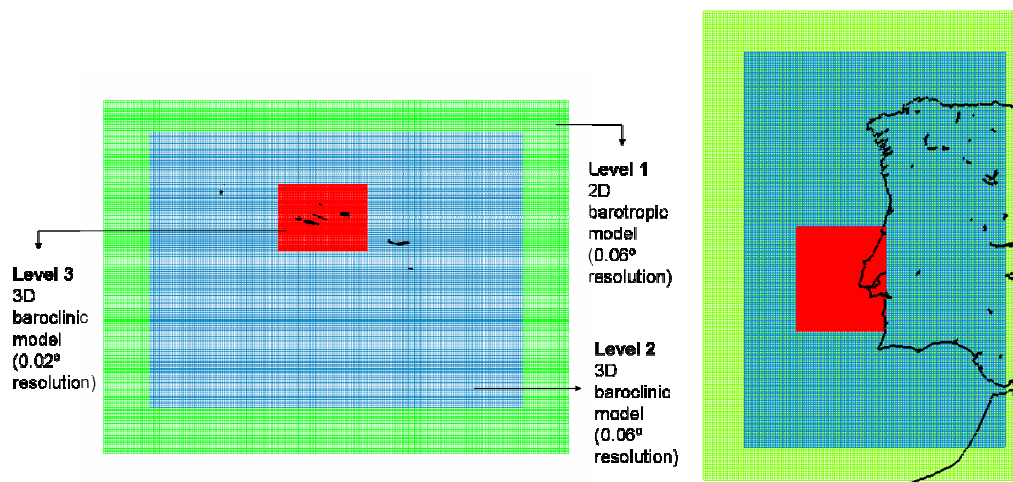 Level 1
2D
barotropic
model
(0.06º
resolution)
Level 3
3D
baroclinic
model
(0.02º
resolution)
Level 2
3D
baroclinic
model
(0.06º
resolution)